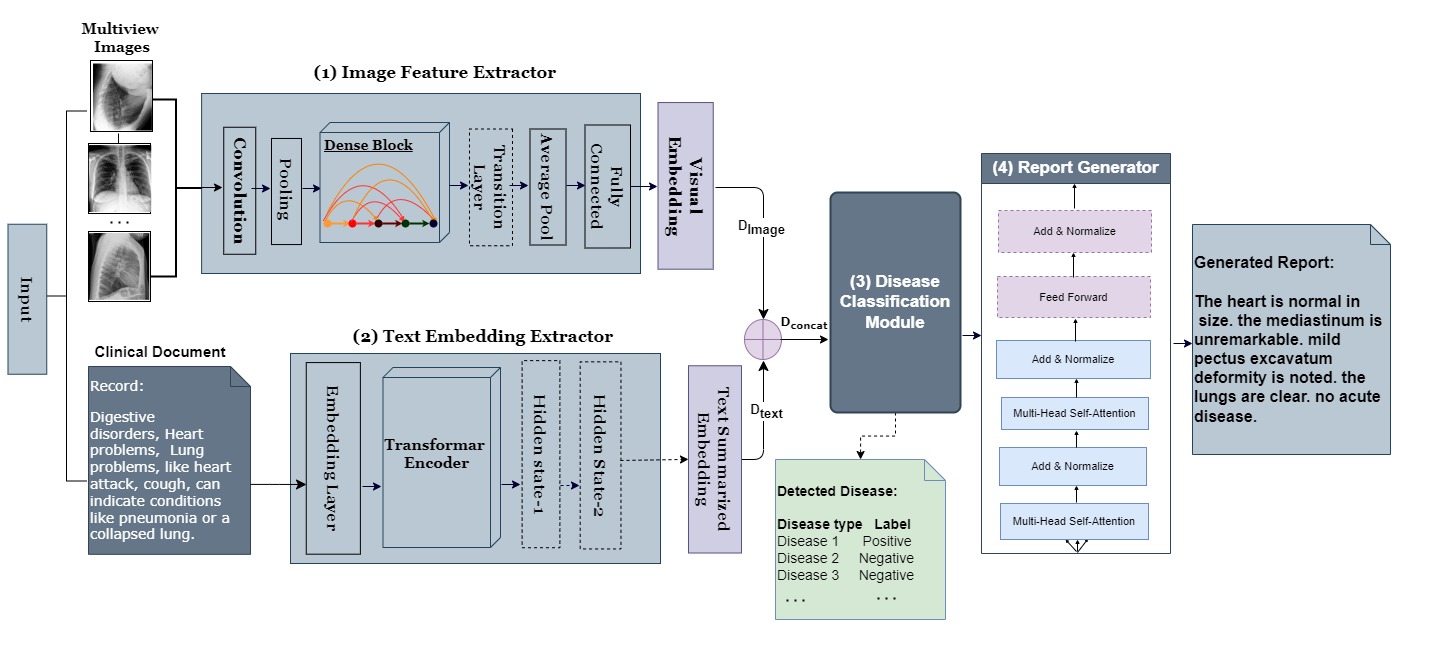 Multiview
Images
(1) Image Feature Extractor
Input
...
Convolution
Pooling
Dense Block
Transition
Layer
Average Pool
Fully
Connected
Visual
Embedding
D Image
(2) Text Embedding Extractor
Clinical Document
Record:
Digestive
disorders, Heart
problems, Lung
problems, like heart
attack, cough, can
indicate conditions
like pneumonia or a
collapsed lung.
Embedding Layer
Transformar
Encoder
Hidden state-1
Hidden State-2
Text Summarized
Embedding
D text
D concat
(3) Disease
Classification
Module
Detected Disease:
Disease type Label
Disease 1 Positive
Disease 2 Negative
Disease 3 Negative
... ...
(4) Report Generator
Add & Normalize
Feed Forward
Add & Normalize
Multi-Head Self-Attention
Add & Normalize
Multi-Head Self-Attention
Generated Report:
The heart is normal in
size. the mediastinum is
unremarkable. mild
pectus excavatum
deformity is noted. the
lungs are clear. no acute
disease.